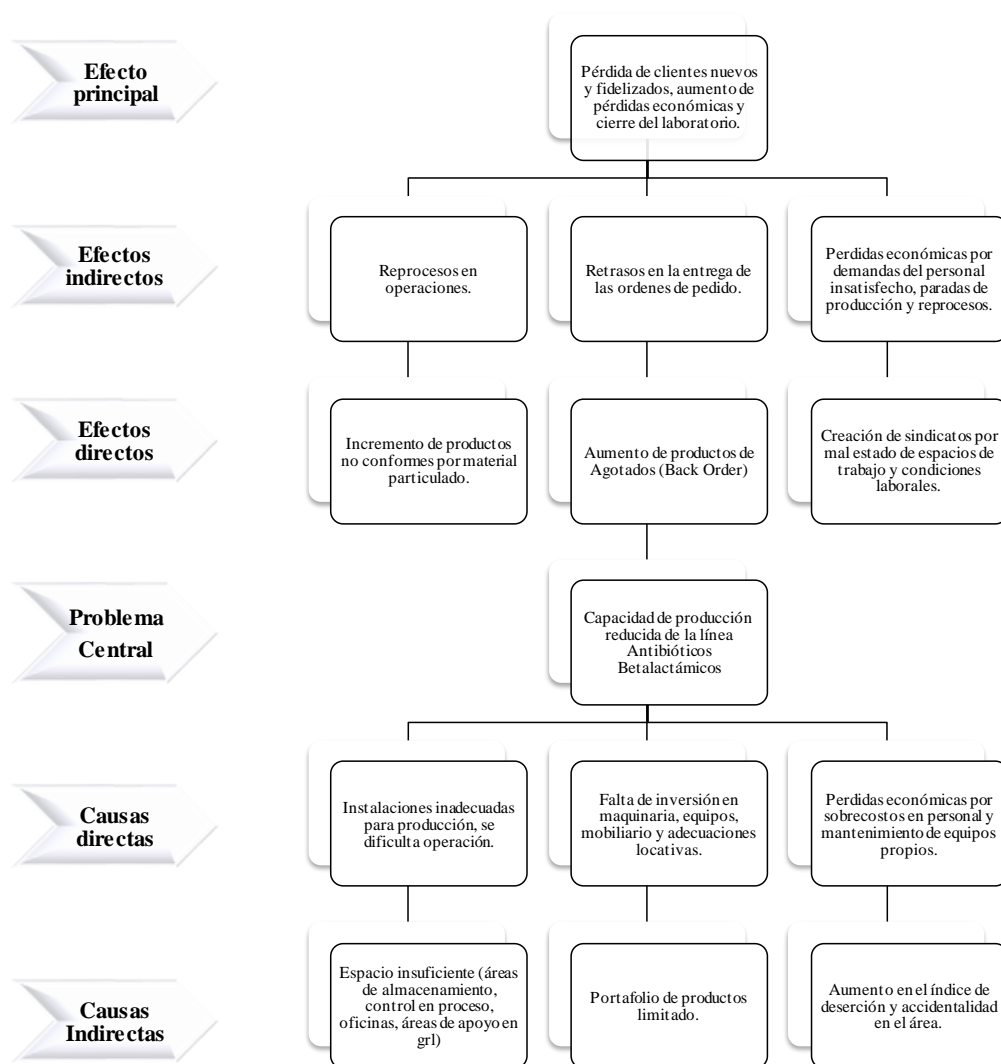 Efecto
principal
Pérdida de clientes nuevos
y fidelizados, aumento de
pérdidas económicas y
cierre del laboratorio.
Efectos
indirectos
Reprocesos en
operaciones.
Retrasos en la entrega de
las ordenes de pedido.
Perdidas económicas por
demandas del personal
insatisfecho, paradas de
producción y reprocesos.
Efectos
directos
Incremento de productos
no conformes por material
particulado.
Aumento de productos de
Agotados (Back Order)
Creación de sindicatos por
mal estado de espacios de
trabajo y condiciones
laborales.
Problema
Central
Capacidad de producción
reducida de la línea
Antibióticos
Betalactámicos
Causas
directas
Instalaciones inadecuadas
para producción, se
dificulta operación.
Falta de inversión en
maquinaria, equipos,
mobiliario y adecuaciones
locativas.
Perdidas económicas por
sobrecostos en personal y
mantenimiento de equipos
propios.
Causas
Indirectas
Espacio insuficiente (áreas
de almacenamiento,
control en proceso,
oficinas, áreas de apoyo en
grl)
Portafolio de productos
limitado.
Aumento en el índice de
deserción y accidentalidad
en el área.